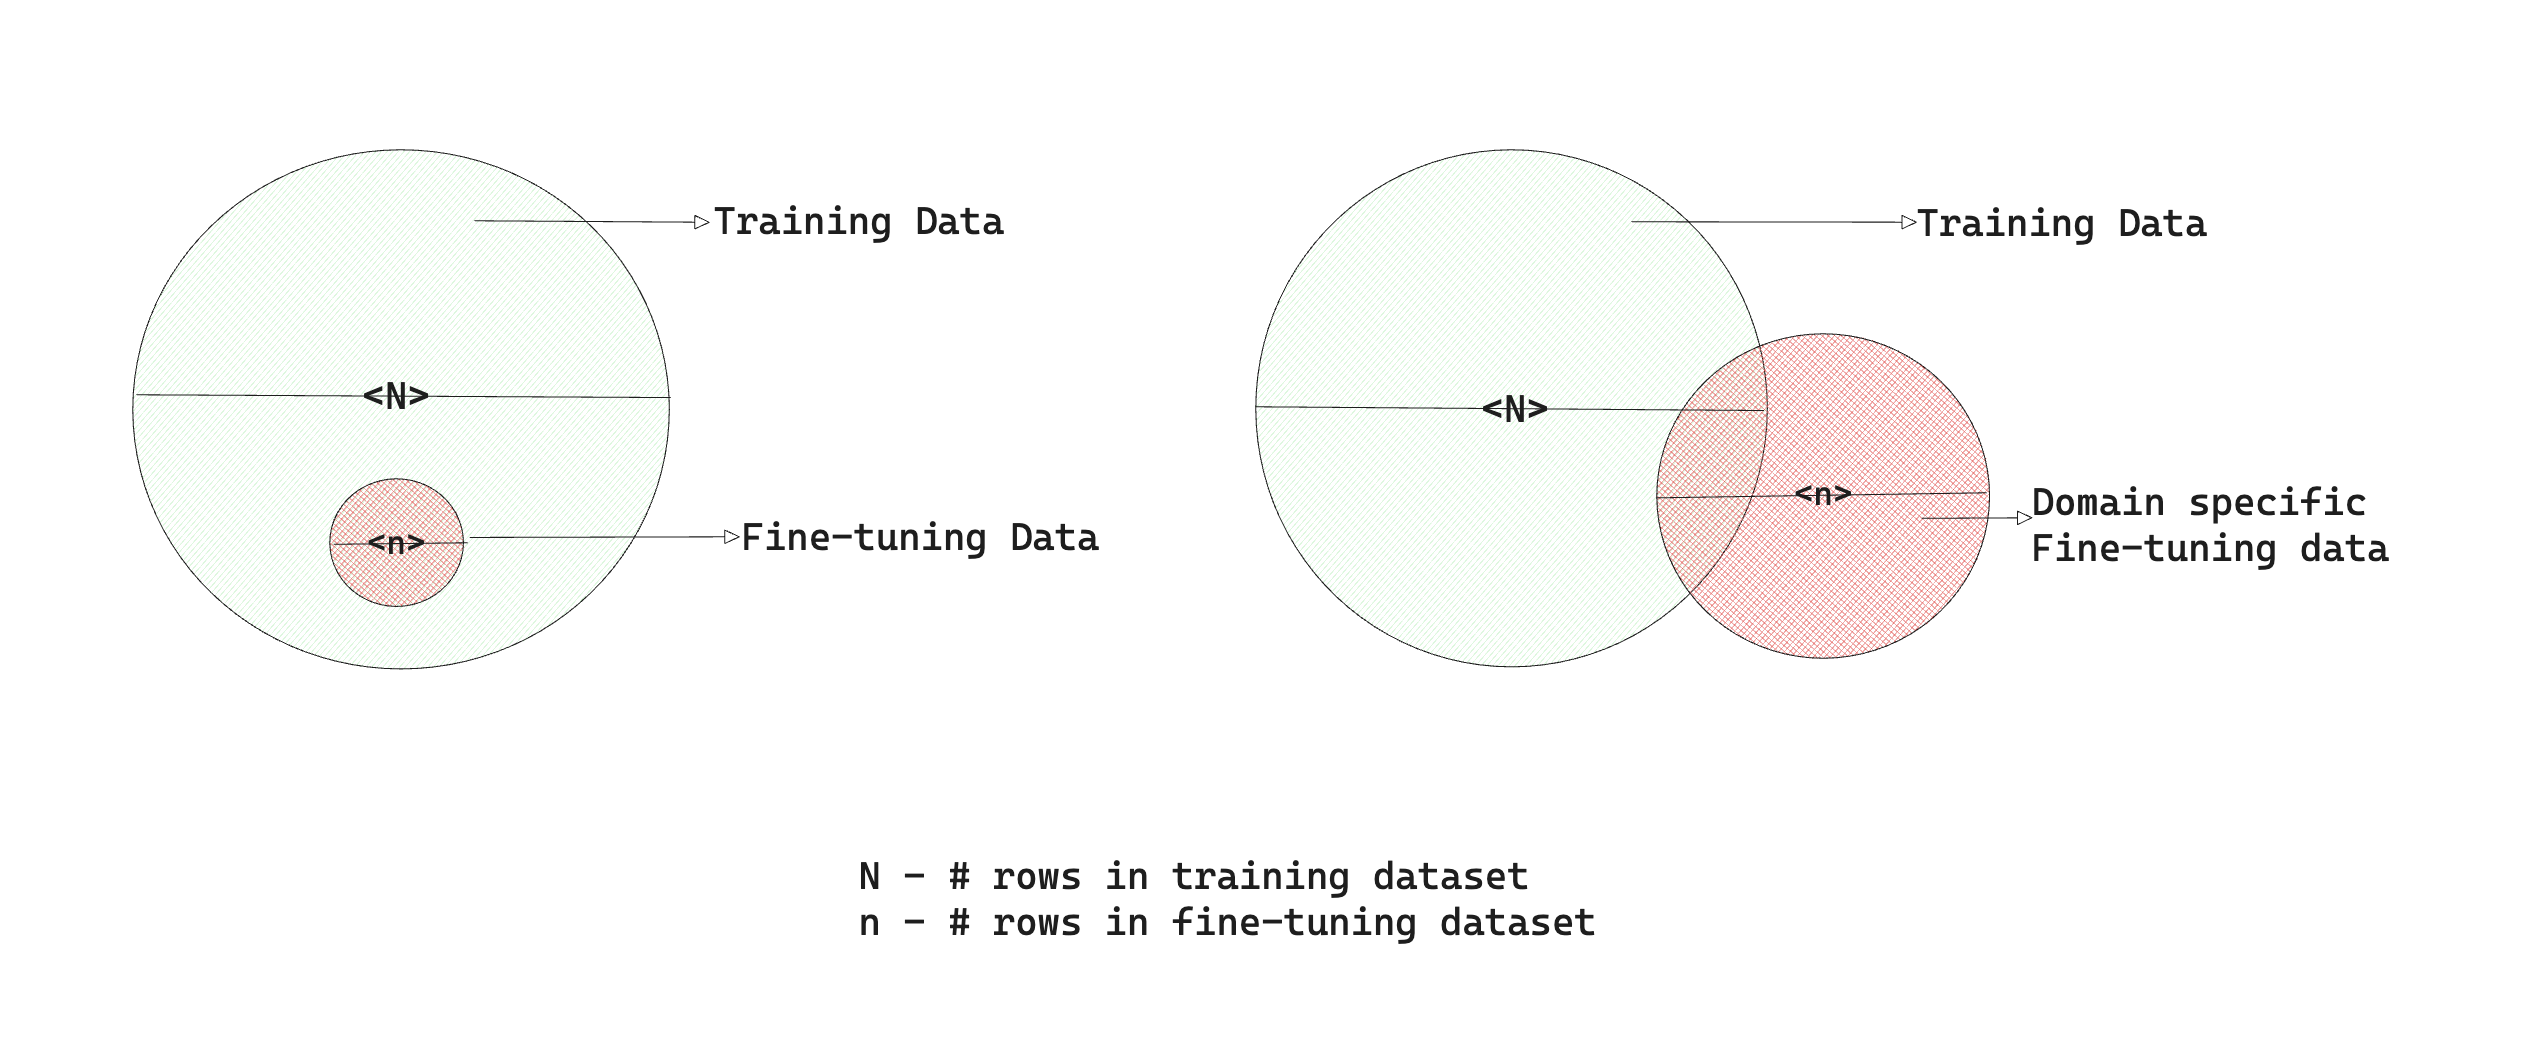 Training Data
<N>
<n>
Fine-tuning Data
Training Data
<N>
<n>
Domain specific
Fine-tuning data
N - # rows in training dataset
n - # rows in fine-tuning dataset